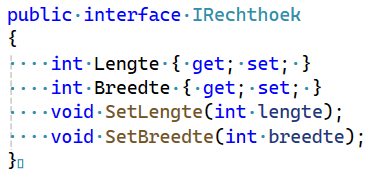 public interface IRechthoek
{
    int Lengte { get; set; }
    int Breedte { get; set; }
    void SetLengte(int lengte);
    void SetBreedte(int breedte);
}